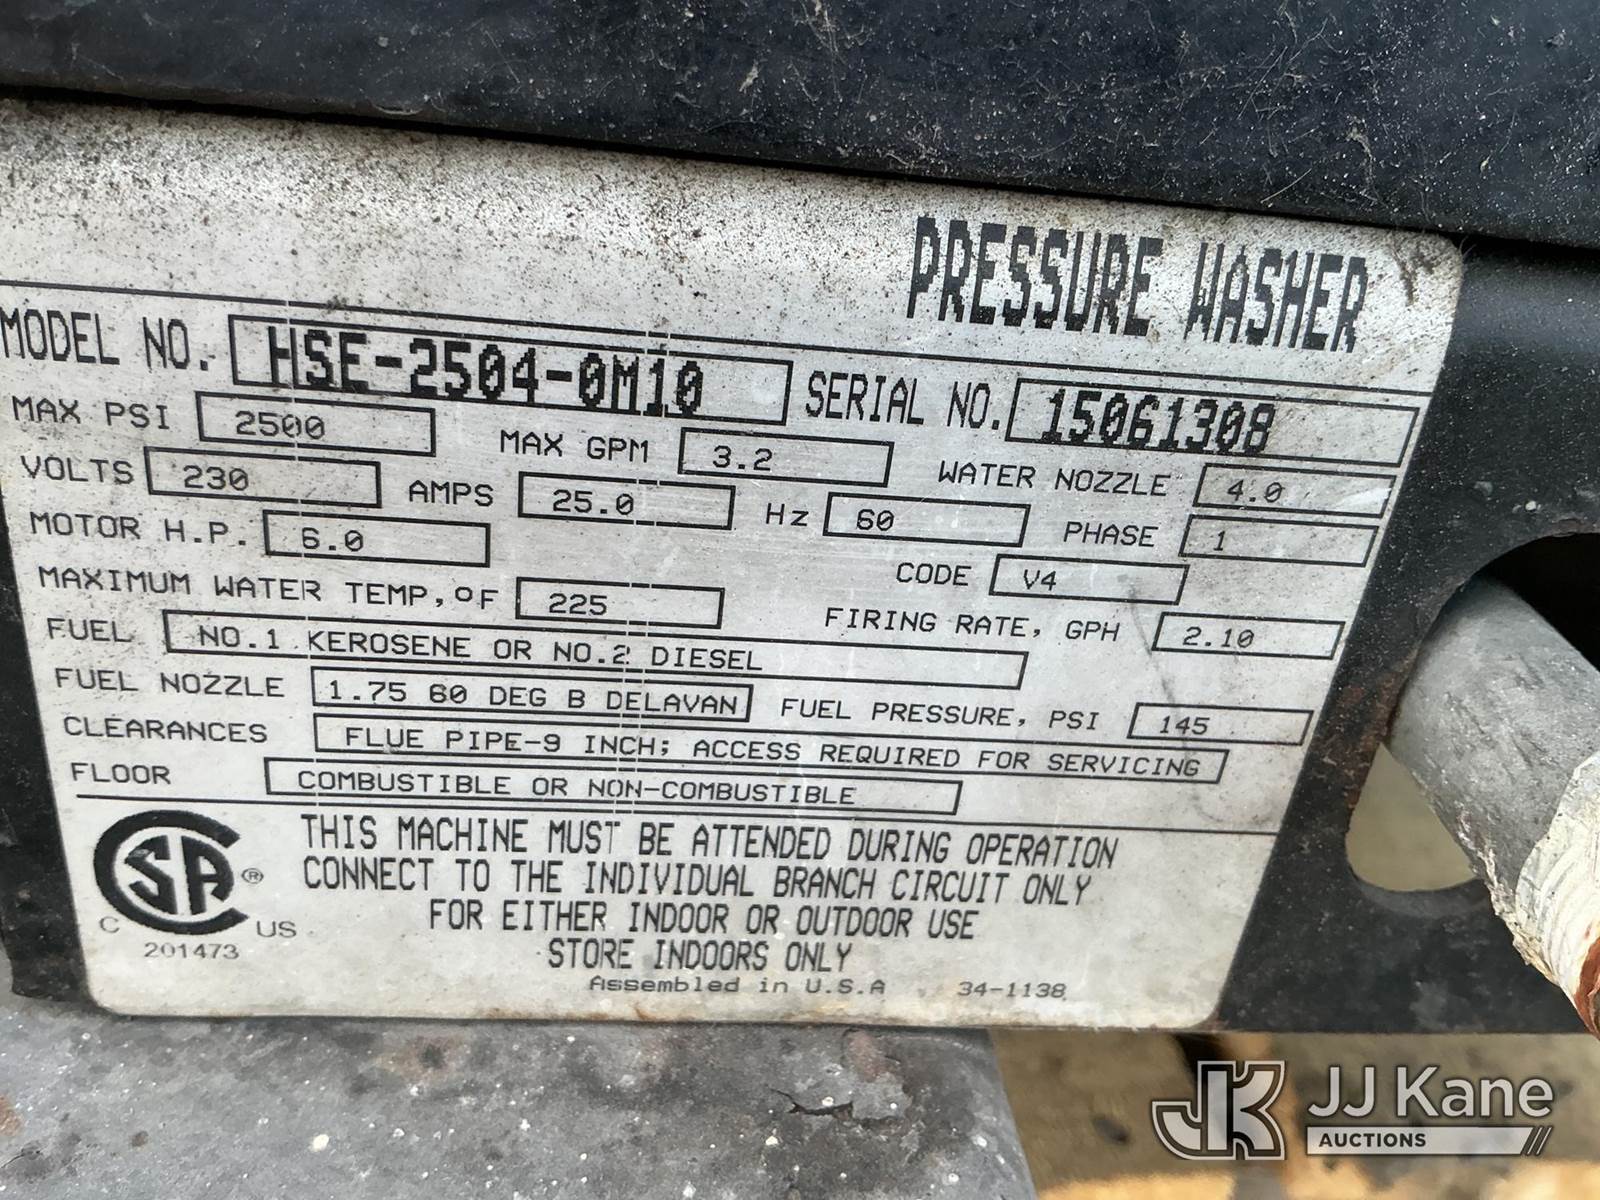 PRESSURE WASHER
MODEL NO. HSE-2504-0M10 SERIAL NO. 15061308
MAX PSI 2500 MAX GPM 3.2 WATER NOZZLE 4.0
VOLTS 230 AMPS 25.0 Hz 60 PHASE 1
MOTOR H.P. 6.0 CODE V4
MAXIMUM WATER TEMP,°F 225 FIRING RATE, GPH 2.10
FUEL NO.1 KEROSENE OR NO.2 DIESEL
FUEL NOZZLE 1.75 60 DEG B DELAVAN FUEL PRESSURE, PSI 145
CLEARANCES FLUE PIPE-9 INCH; ACCESS REQUIRED FOR SERVICING
FLOOR COMBUSTIBLE OR NON-COMBUSTIBLE
THIS MACHINE MUST BE ATTENDED DURING OPERATION
CONNECT TO THE INDIVIDUAL BRANCH CIRCUIT ONLY
FOR EITHER INDOOR OR OUTDOOR USE
STORE INDOORS ONLY
Assembled in U.S.A 34-1138
CSA ®
C US
201473
JK JJ Kane
AUCTIONS